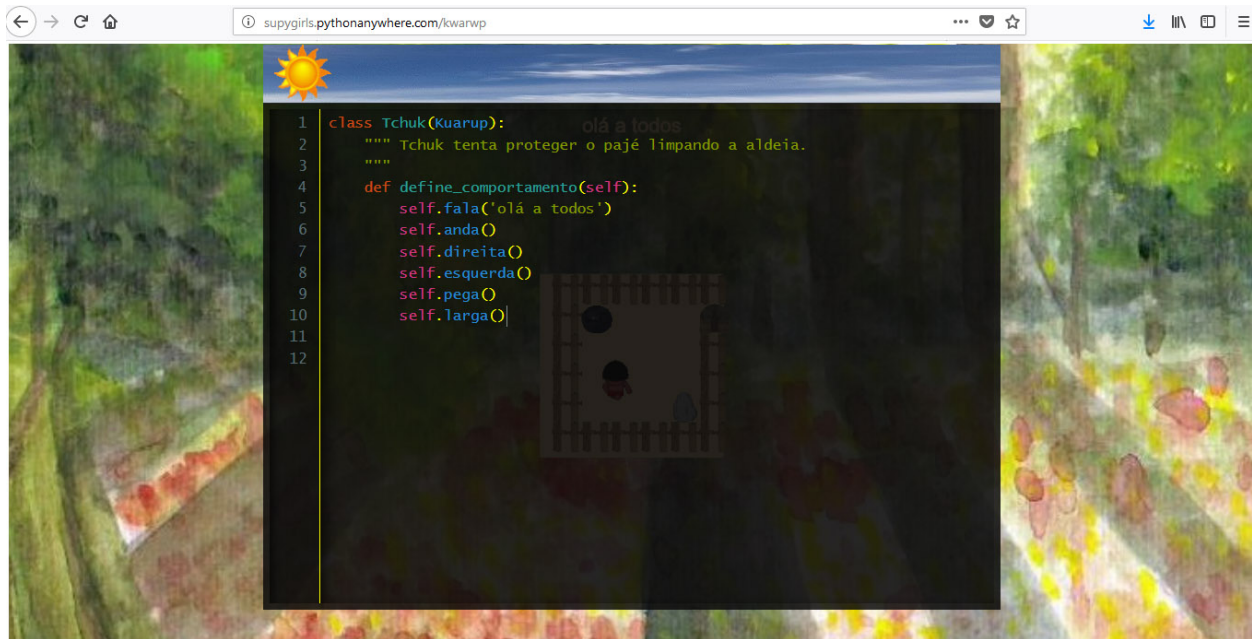 supygirls.pythonanywhere.com/kwarwp
olá a todos
1 class Tchuk(Kuarup):
2 """ Tchuk tenta proteger o pajé limpando a aldeia.
3 """
4 def define_comportamento(self):
5 self.fala('olá a todos')
6 self.anda()
7 self.direita()
8 self.esquerda()
9 self.pega()
10 self.larga()
11
12